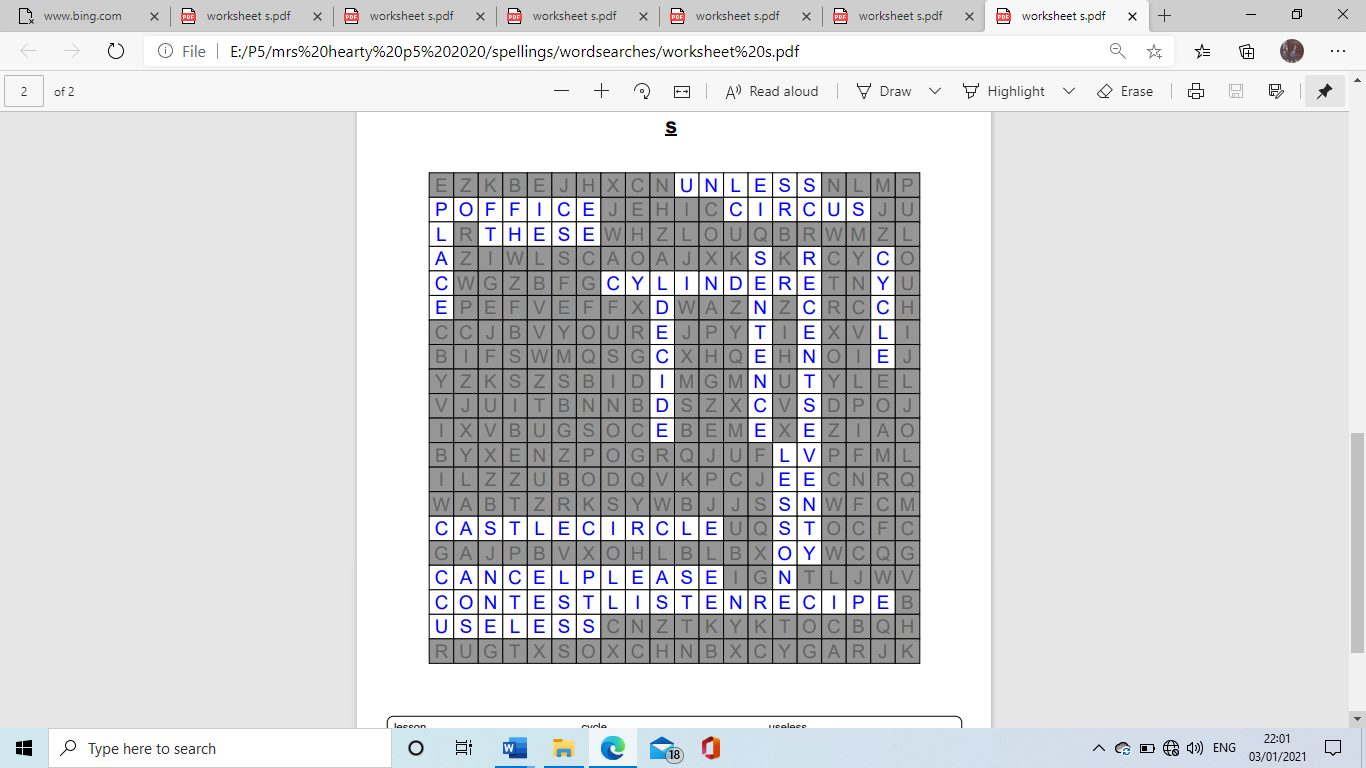 www.bing.com worksheet s.pdf worksheet s.pdf worksheet s.pdf worksheet s.pdf worksheet s.pdf worksheet s.pdf
File E:/P5/mrs%20hearty%20p5%202020/spellings/wordsearches/worksheet%20s.pdf
2 of 2 Read aloud Draw Highlight Erase
s
E Z K B E J H X C N U N L E S S N L M P
P O F F I C E J E H I C C I R C U S J U
L R T H E S E W H Z L O U Q B R W M Z L
A Z I W L S C A O A J X K S K R C Y C O
C W G Z B F G C Y L I N D E R E T N Y U
E P E F V E F F X D W A Z N Z C R C C H
C C J B V Y O U R E J P Y T I E X V L I
B I F S W M Q S G C X H Q E H N O I E J
Y Z K S Z S B I D I M G M N U T Y L E L
V J U I T B N N B D S Z X C V S D P O J
I X V B U G S O C E B E M E X E Z I A O
B Y X E N Z P O G R Q J U F L V P F M L
I L Z Z U B O D Q V K P C J E E C N R Q
W A B T Z R K S Y W B J J S S N W F C M
C A S T L E C I R C L E U Q S T O C F C
G A J P B V X O H L B L B X O Y W C Q G
C A N C E L P L E A S E I G N T L J W V
C O N T E S T L I S T E N R E C I P E B
U S E L E S S C N Z T K Y K T O C B Q H
R U G T X S O X C H N B X C Y G A R J K
lesson cycle useless
Type here to search 18 ENG 22:01
03/01/2021